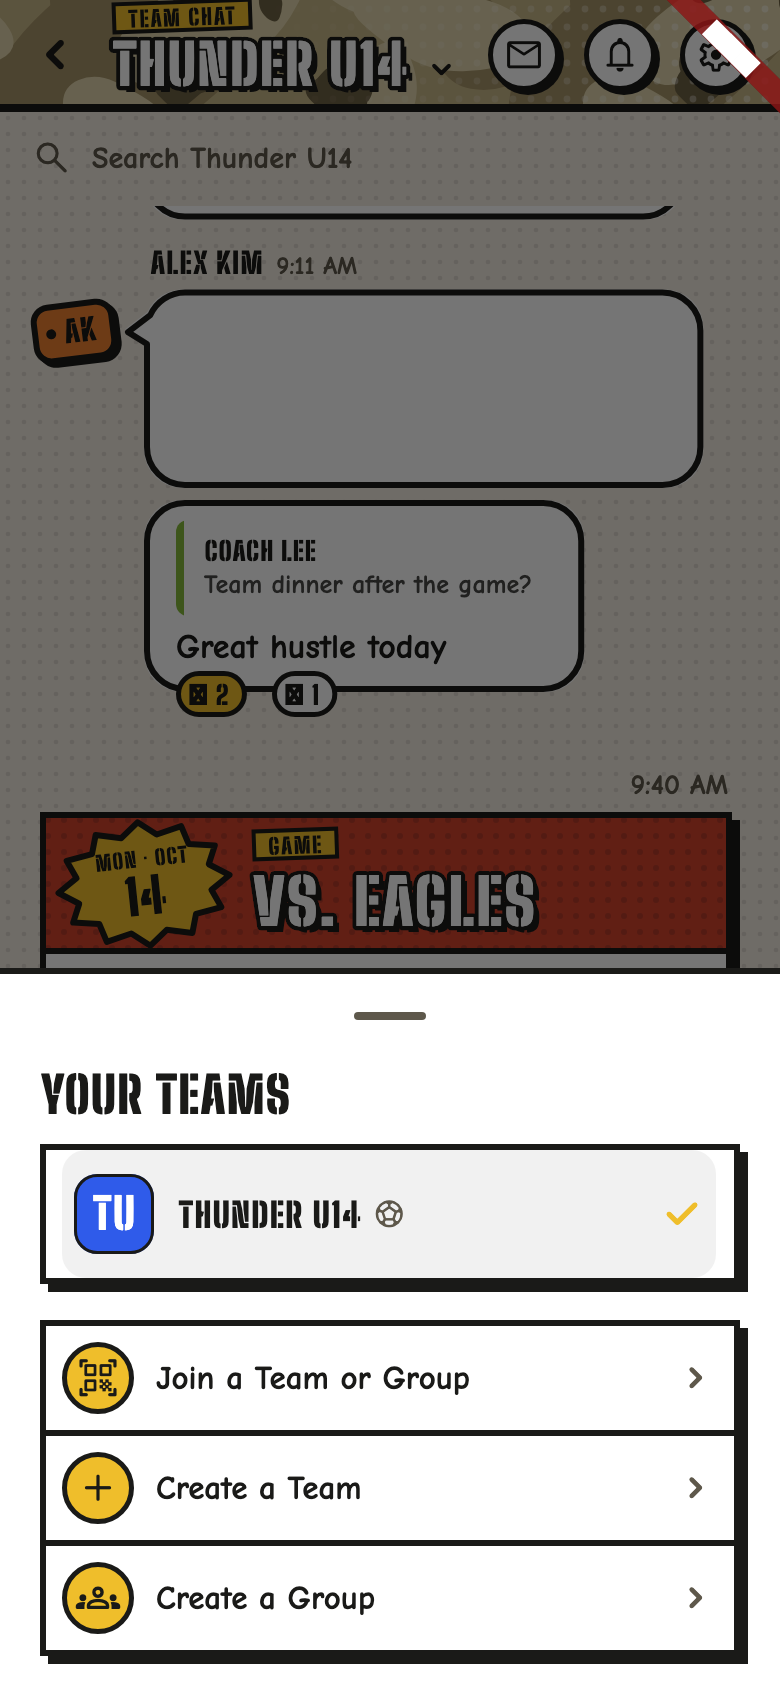 TEAM CHAT
THUNDER U14
Search Thunder U14
ALEX KIM 9:11 AM
AK
COACH LEE
Team dinner after the game?
Great hustle today
2 1
9:40 AM
MON · OCT
14
GAME
VS. EAGLES
YOUR TEAMS
TU THUNDER U14
Join a Team or Group
Create a Team
Create a Group